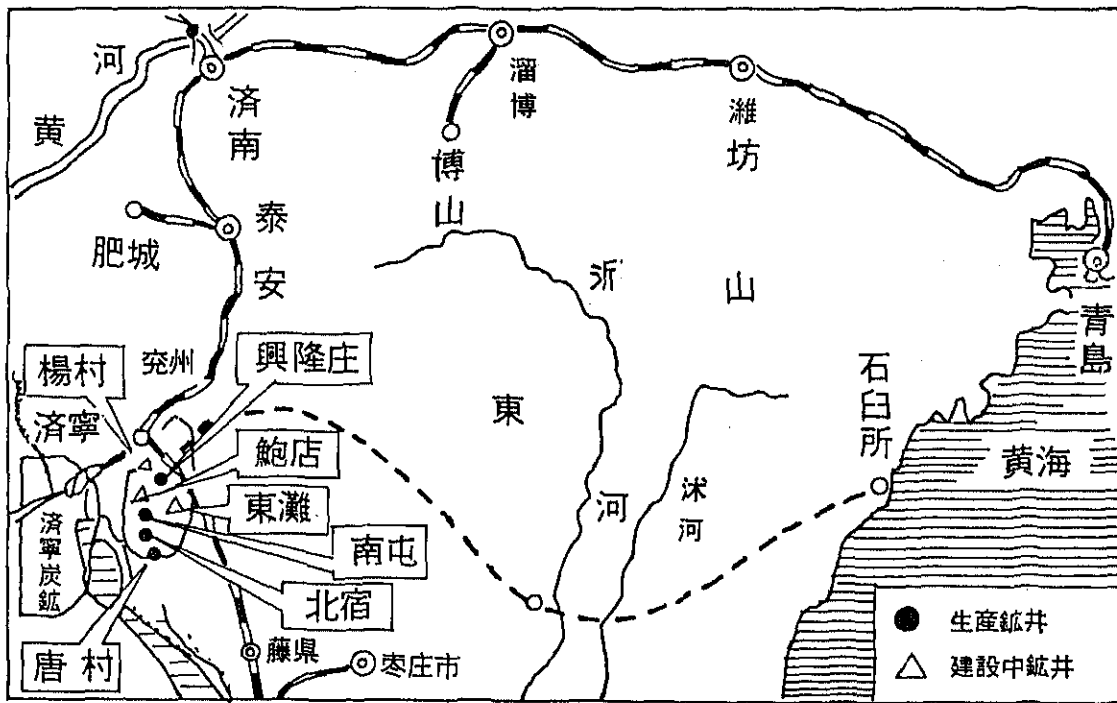 黄河
済南
溜博
濰坊
博山
泰安
肥城
沂
山
青島
兗州
興隆庄
楊村
済寧
石臼所
東
鮑店
黄海
東灘
沭河
河
済寧炭鉱
南屯
北宿
唐村
藤県
枣庄市
生産鉱井
建設中鉱井